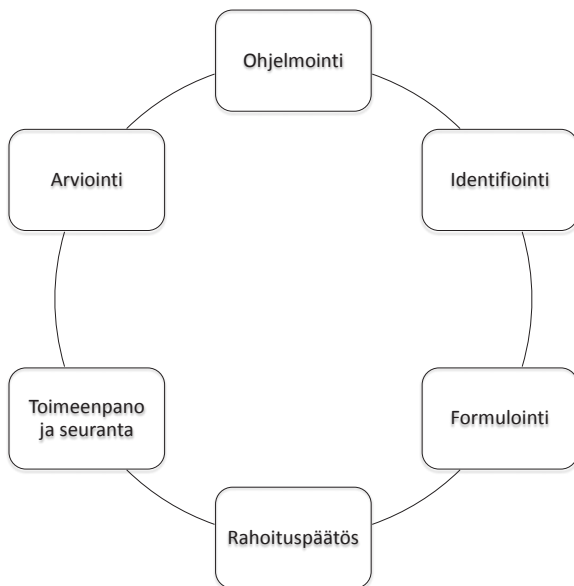 Ohjelmointi
Identifiointi
Formulointi
Rahoituspäätös
Toimeenpano
ja seuranta
Arviointi